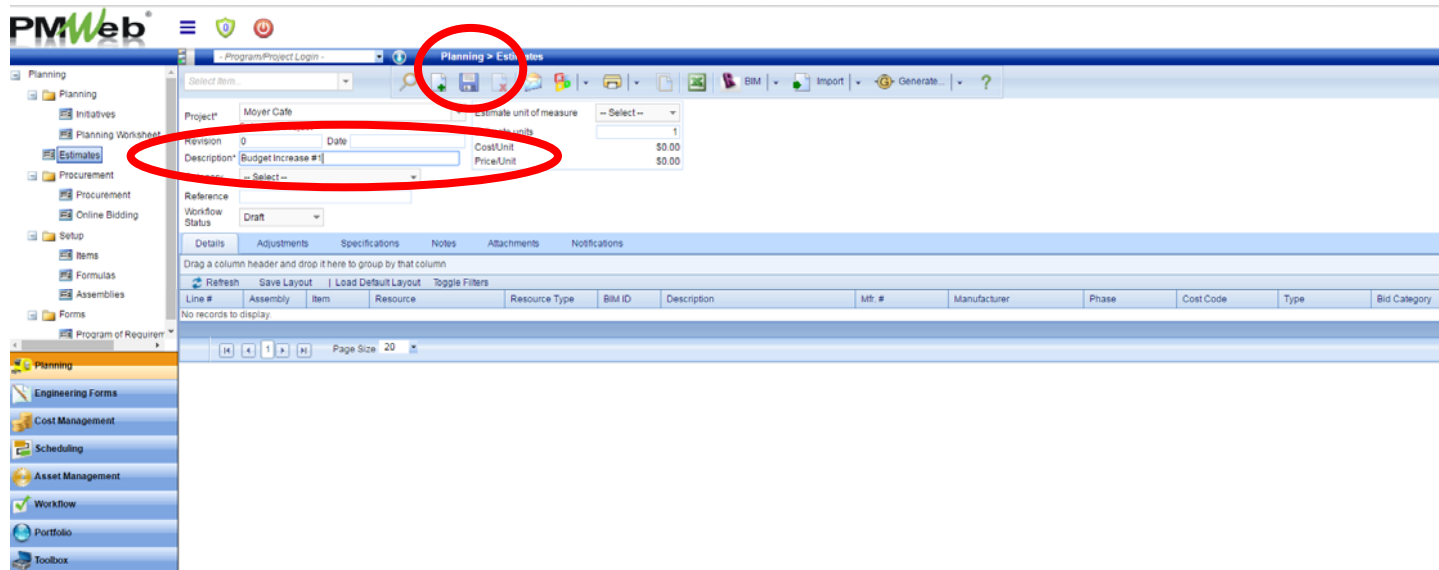 PMWeb®
0
- Program/Project Login -
Planning > Estimates
Select Item...
BIM
Import
Generate...
?
Planning
Planning
Initiatives
Planning Worksheet
Estimates
Procurement
Procurement
Online Bidding
Setup
Items
Formulas
Assemblies
Forms
Program of Requirem
Planning
Engineering Forms
Cost Management
Scheduling
Asset Management
Workflow
Portfolio
Toolbox
Project* Moyer Cafe
Revision 0 Date
Description* Budget Increase #1
-- Select --
Reference
Workflow Status Draft
Estimate unit of measure -- Select --
units 1
Cost/Unit $0.00
Price/Unit $0.00
Details Adjustments Specifications Notes Attachments Notifications
Drag a column header and drop it here to group by that column
Refresh Save Layout | Load Default Layout Toggle Filters
Line # Assembly Item Resource Resource Type BIM ID Description Mfr. # Manufacturer Phase Cost Code Type Bid Category
No records to display.
1 Page Size 20